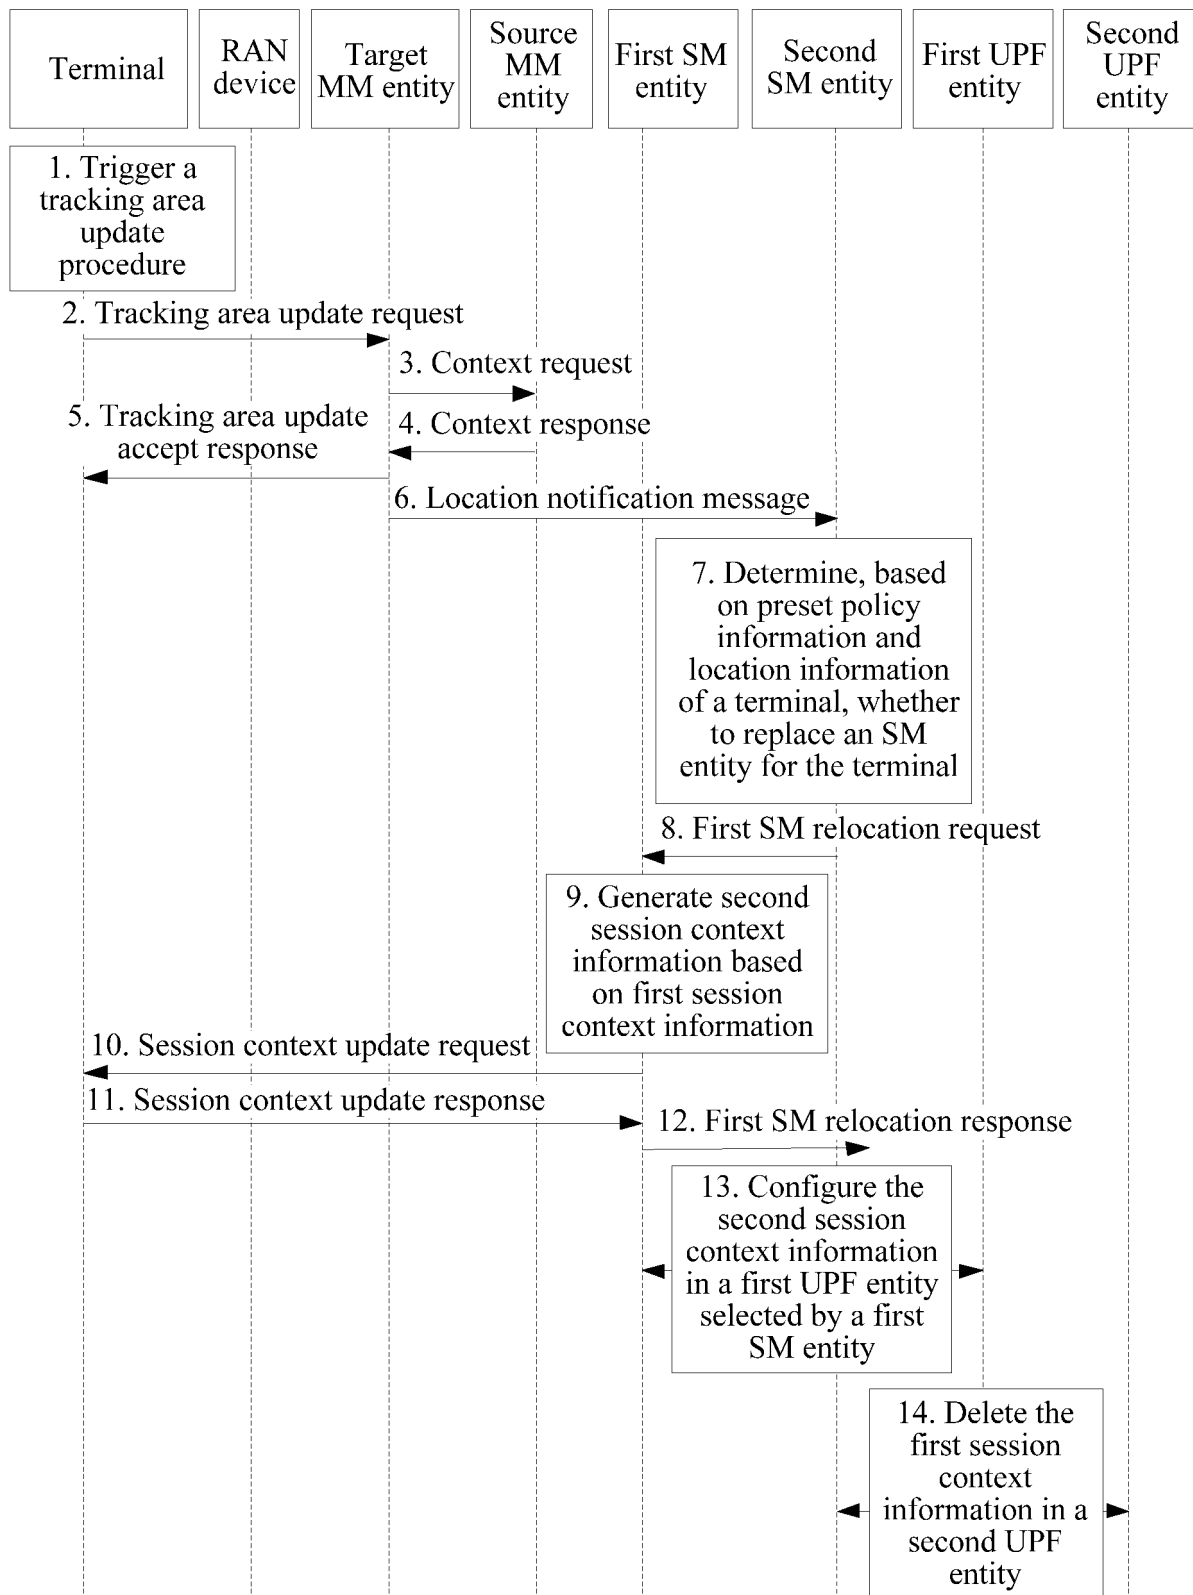 Terminal
RAN
device
Target
MM entity
Source
MM
entity
First SM
entity
Second
SM entity
First UPF
entity
Second
UPF
entity
1. Trigger a
tracking area
update
procedure
2. Tracking area update request
3. Context request
5. Tracking area update
accept response
4. Context response
6. Location notification message
7. Determine, based
on preset policy
information and
location information
of a terminal, whether
to replace an SM
entity for the terminal
8. First SM relocation request
9. Generate second
session context
information based
on first session
context information
10. Session context update request
11. Session context update response
12. First SM relocation response
13. Configure the
second session
context information
in a first UPF entity
selected by a first
SM entity
14. Delete the
first session
context
information in a
second UPF
entity